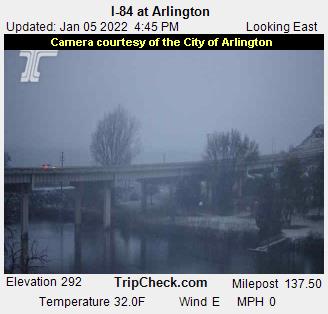 I-84 at Arlington
Updated: Jan 05 2022 4:45 PM Looking East
Camera courtesy of the City of Arlington
Elevation 292 TripCheck.com Milepost 137.50
Temperature 32.0F Wind E MPH 0